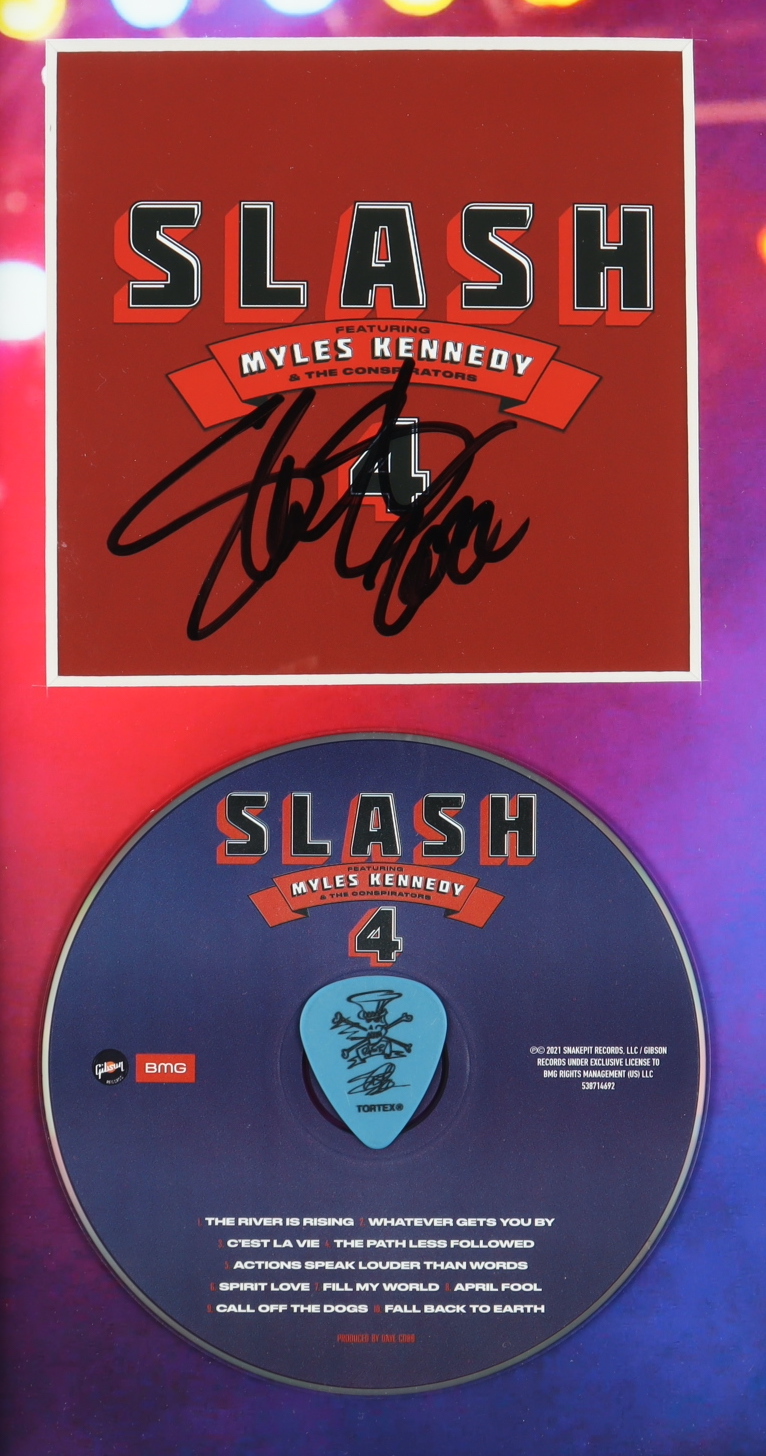 SLASH
FEATURING
MYLES KENNEDY
& THE CONSPIRATORS
4
SLASH
FEATURING
MYLES KENNEDY
& THE CONSPIRATORS
4
TORTEX®
Gibson
RECORDS
BMG
℗© 2021 SNAKEPIT RECORDS, LLC / GIBSON
RECORDS UNDER EXCLUSIVE LICENSE TO
BMG RIGHTS MANAGEMENT (US) LLC
538714692
1. THE RIVER IS RISING 2. WHATEVER GETS YOU BY
3. C'EST LA VIE 4. THE PATH LESS FOLLOWED
5. ACTIONS SPEAK LOUDER THAN WORDS
6. SPIRIT LOVE 7. FILL MY WORLD 8. APRIL FOOL
9. CALL OFF THE DOGS 10. FALL BACK TO EARTH
PRODUCED BY DAVE COBB